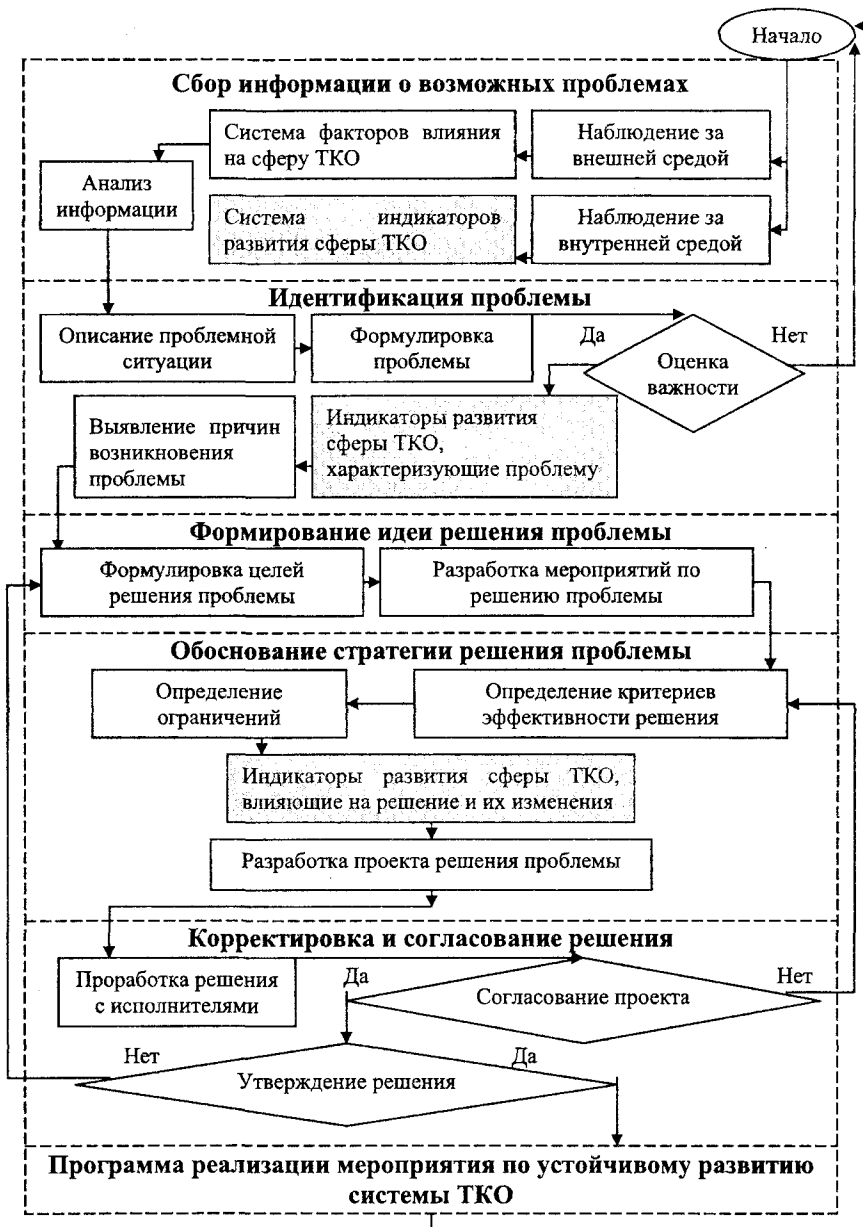 Начало
Сбор информации о возможных проблемах
Система факторов влияния
на сферу ТКО
Наблюдение за
внешней средой
Анализ
информации
Система индикаторов
развития сферы ТКО
Наблюдение за
внутренней средой
Идентификация проблемы
Описание проблемной
ситуации
Формулировка
проблемы
Да
Нет
Оценка
важности
Выявление причин
возникновения
проблемы
Индикаторы развития
сферы ТКО,
характеризующие проблему
Формирование идеи решения проблемы
Формулировка целей
решения проблемы
Разработка мероприятий по
решению проблемы
Обоснование стратегии решения проблемы
Определение
ограничений
Определение критериев
эффективности решения
Индикаторы развития сферы ТКО,
влияющие на решение и их изменения
Разработка проекта решения проблемы
Корректировка и согласование решения
Проработка решения
с исполнителями
Да
Согласование проекта
Нет
Нет
Утверждение решения
Да
Программа реализации мероприятия по устойчивому развитию
системы ТКО